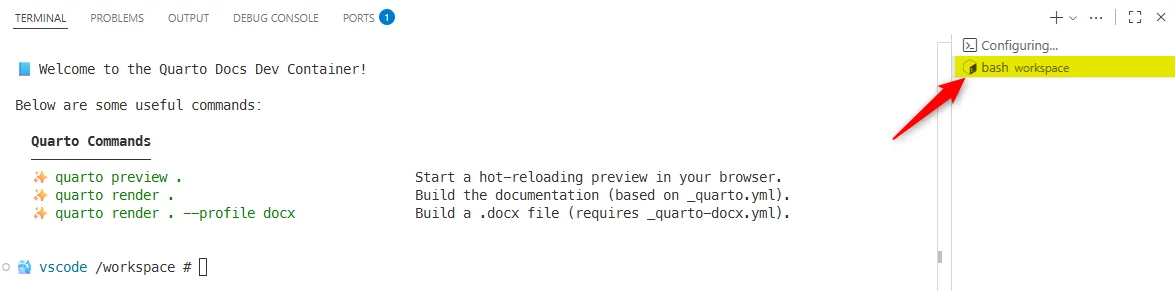 TERMINAL PROBLEMS OUTPUT DEBUG CONSOLE PORTS 1
Configuring...
bash workspace
Welcome to the Quarto Docs Dev Container!
Below are some useful commands:
Quarto Commands
quarto preview . Start a hot-reloading preview in your browser.
quarto render . Build the documentation (based on _quarto.yml).
quarto render . --profile docx Build a .docx file (requires _quarto-docx.yml).
vscode /workspace #